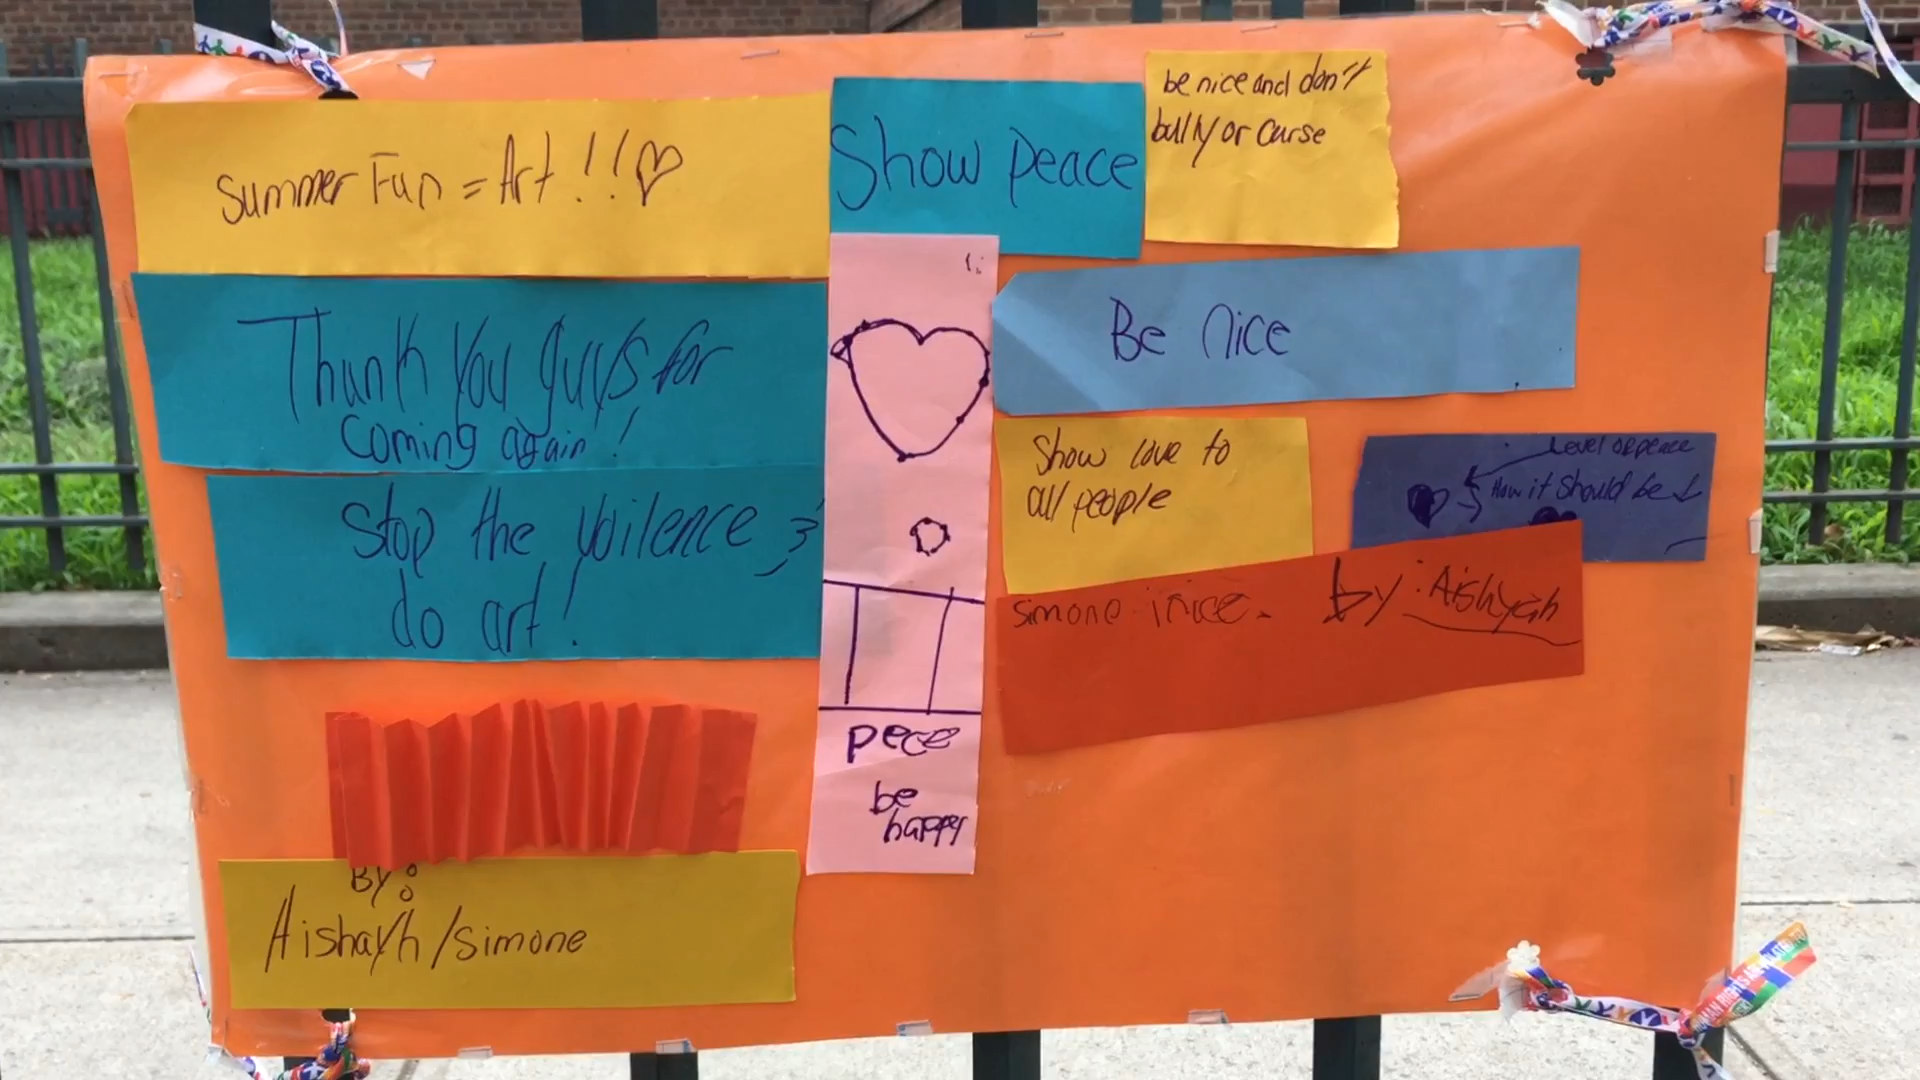 Summer Fun = Art !!♡
Thank You guys for
coming again!
Stop the Voilence &
do art!
By:
Aishayh/simone
Show peace
pece
be
happy
be nice and don't
bully or curse
Be nice
Show love to
all people
Level of peace
How it should be ↓
simone inice. by: Aishyah